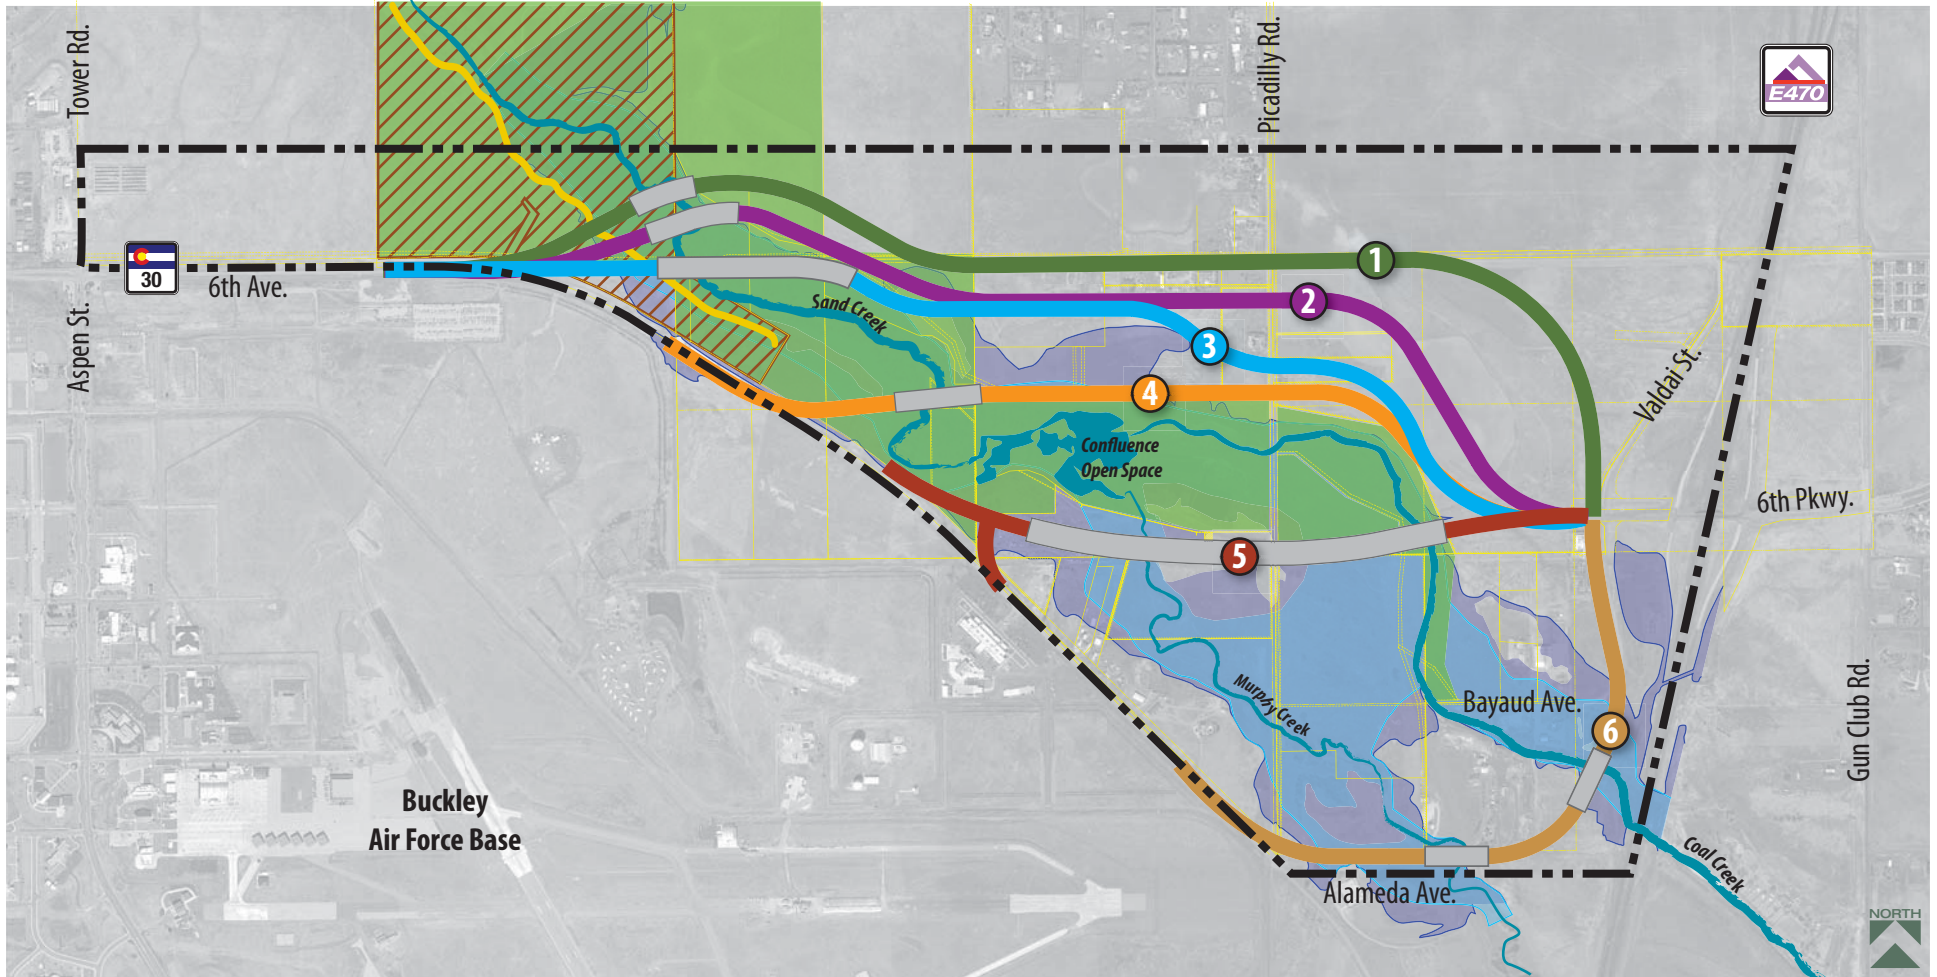 Tower Rd.
Picadilly Rd.
E470
30
6th Ave.
Aspen St.
1
2
3
4
5
6
Sand Creek
Confluence
Open Space
Valdai St.
6th Pkwy.
Murphy Creek
Bayaud Ave.
Gun Club Rd.
Buckley
Air Force Base
Coal Creek
Alameda Ave.
NORTH